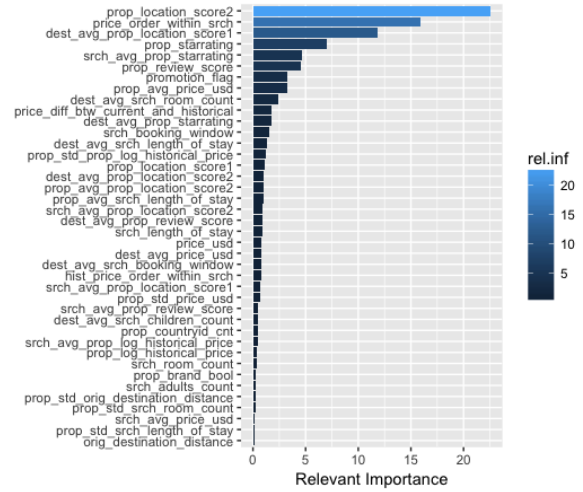 prop_location_score2
price_order_within_srch
dest_avg_prop_location_score1
prop_starrating
srch_avg_prop_starrating
prop_review_score
promotion_flag
prop_avg_price_usd
dest_avg_srch_room_count
price_diff_btw_current_and_historical
dest_avg_prop_starrating
srch_booking_window
dest_avg_srch_length_of_stay
prop_std_prop_log_historical_price
prop_location_score1
dest_avg_prop_location_score2
prop_avg_prop_location_score2
prop_avg_srch_length_of_stay
srch_avg_prop_location_score2
dest_avg_prop_review_score
srch_length_of_stay
price_usd
dest_avg_price_usd
dest_avg_srch_booking_window
hist_price_order_within_srch
srch_avg_prop_location_score1
prop_std_price_usd
srch_avg_prop_review_score
dest_avg_srch_children_count
prop_countryid_cnt
srch_avg_prop_log_historical_price
prop_log_historical_price
srch_room_count
prop_brand_bool
srch_adults_count
prop_std_orig_destination_distance
prop_std_srch_room_count
srch_avg_price_usd
prop_std_srch_length_of_stay
orig_destination_distance
0 5 10 15 20
Relevant Importance
rel.inf
20
15
10
5